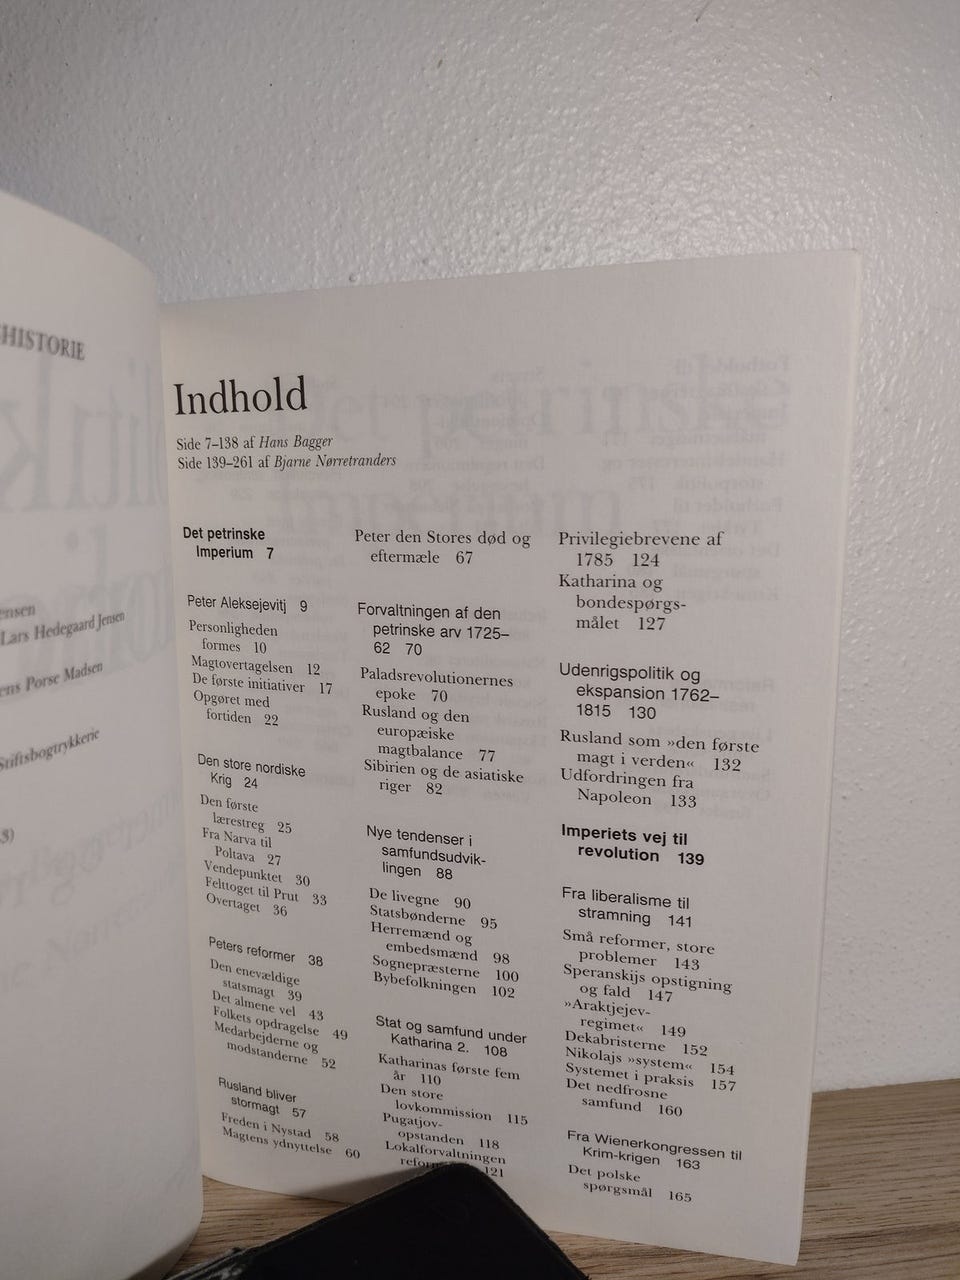 HISTORIE
ensen
Lars Hedegaard Jensen
ens Porse Madsen
Stiftsbogtrykkerie
3)
Indhold
Side 7–138 af Hans Bagger
Side 139–261 af Bjarne Nørretranders
Det petrinske
Imperium 7
Peter Aleksejevitj 9
Personligheden
formes 10
Magtovertagelsen 12
De første initiativer 17
Opgøret med
fortiden 22
Den store nordiske
Krig 24
Den første
lærestreg 25
Fra Narva til
Poltava 27
Vendepunktet 30
Felttoget til Prut 33
Overtaget 36
Peters reformer 38
Den enevældige
statsmagt 39
Det almene vel 43
Folkets opdragelse 49
Medarbejderne og
modstanderne 52
Rusland bliver
stormagt 57
Freden i Nystad 58
Magtens ydnyttelse 60
Peter den Stores død og
eftermæle 67
Forvaltningen af den
petrinske arv 1725–
62 70
Paladsrevolutionernes
epoke 70
Rusland og den
europæiske
magtbalance 77
Sibirien og de asiatiske
riger 82
Nye tendenser i
samfundsudvik-
lingen 88
De livegne 90
Statsbønderne 95
Herremænd og
embedsmænd 98
Sognepræsterne 100
Bybefolkningen 102
Stat og samfund under
Katharina 2. 108
Katharinas første fem
år 110
Den store
lovkommission 115
Pugatjov-
opstanden 118
Lokalforvaltningen
121
Privilegiebrevene af
1785 124
Katharina og
bondespørgs-
målet 127
Udenrigspolitik og
ekspansion 1762–
1815 130
Rusland som »den første
magt i verden« 132
Udfordringen fra
Napoleon 133
Imperiets vej til
revolution 139
Fra liberalisme til
stramning 141
Små reformer, store
problemer 143
Speranskijs opstigning
og fald 147
»Araktjejev-
regimet« 149
Dekabristerne 152
Nikolajs »system« 154
Systemet i praksis 157
Det nedfrosne
samfund 160
Fra Wienerkongressen til
Krim-krigen 163
Det polske
spørgsmål 165